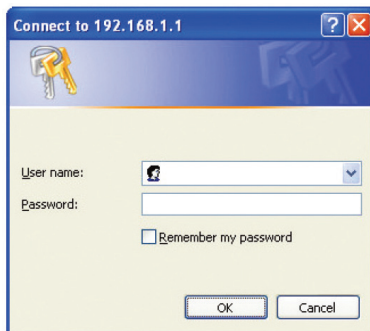 Connect to 192.168.1.1
User name:
Password:
Remember my password
OK
Cancel